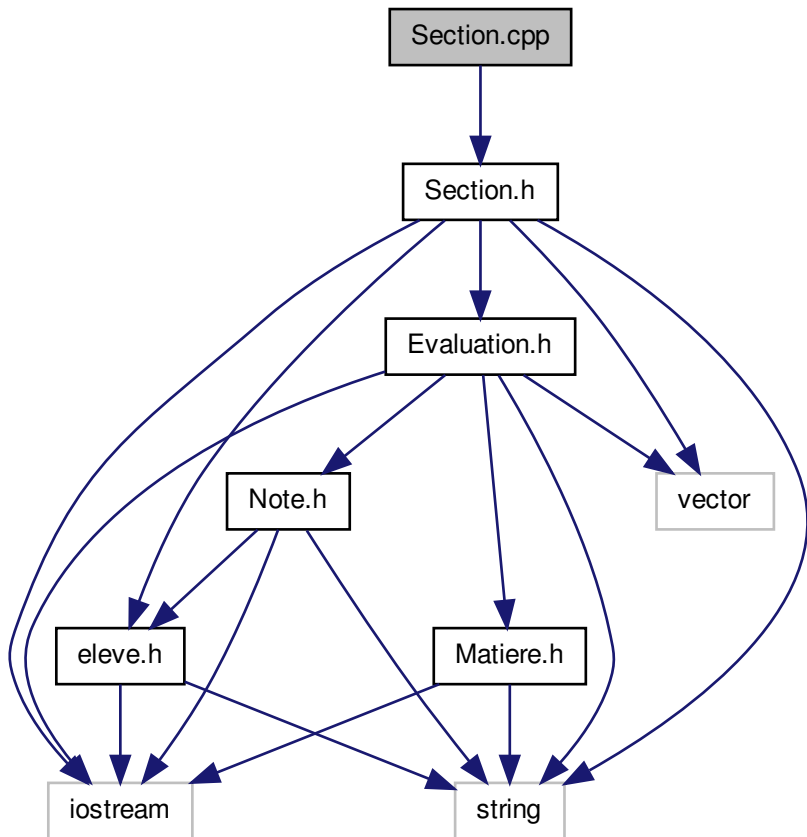 Section.cpp
Section.h
Evaluation.h
Note.h
vector
eleve.h
Matiere.h
iostream
string